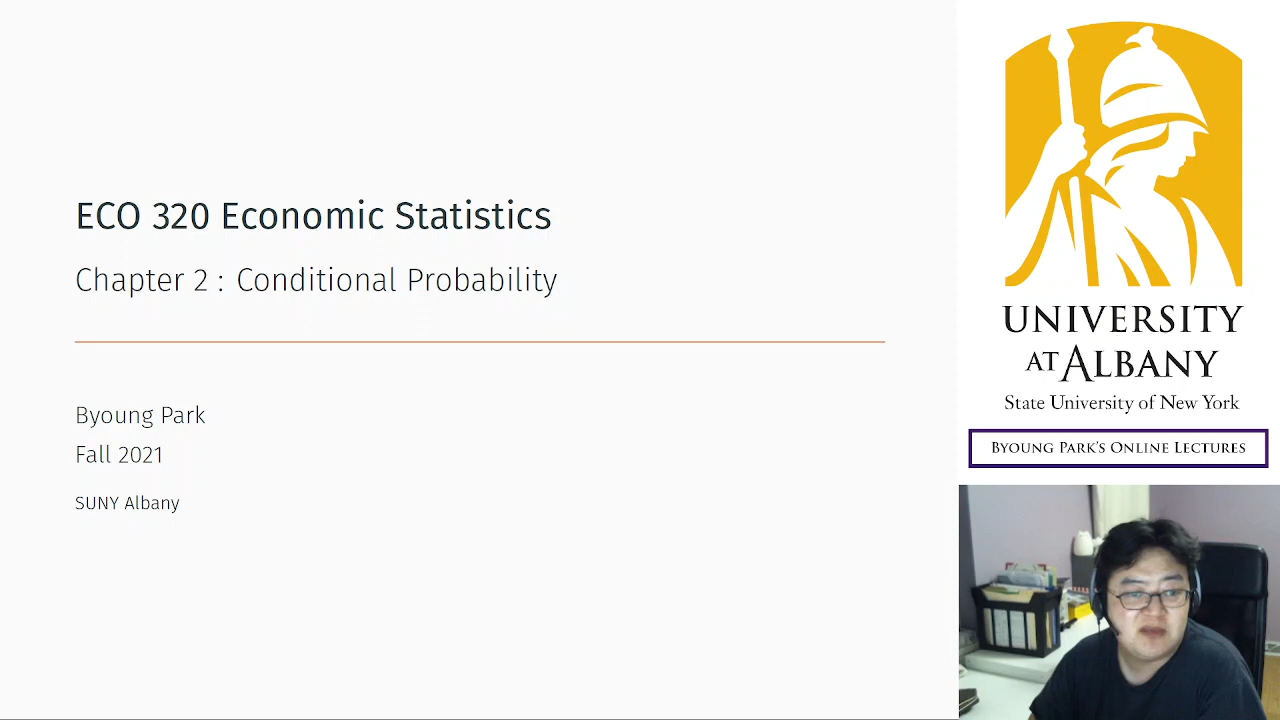 ECO 320 Economic Statistics
Chapter 2 : Conditional Probability
Byoung Park
Fall 2021
SUNY Albany
UNIVERSITY
AT ALBANY
State University of New York
BYOUNG PARK'S ONLINE LECTURES